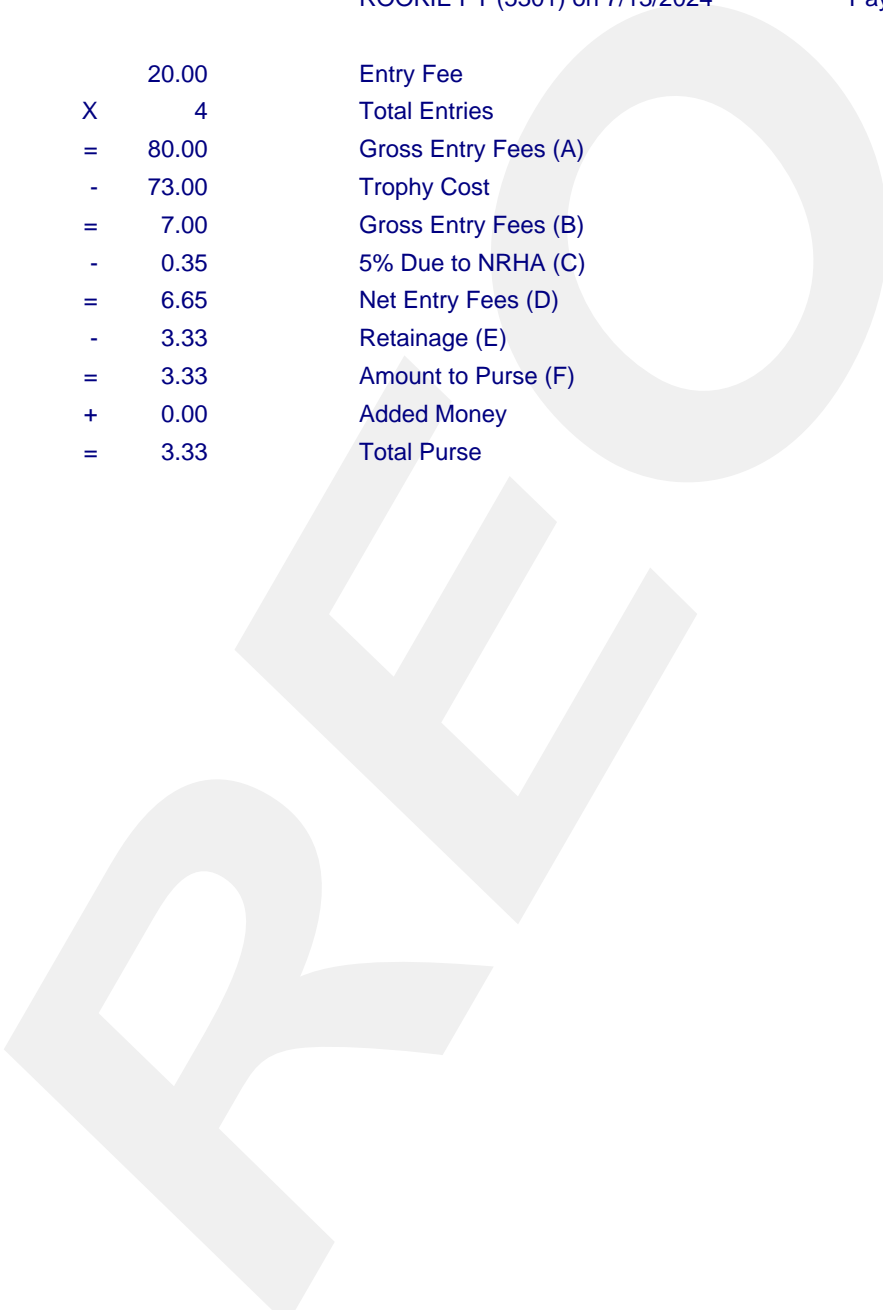 20.00 Entry Fee
X 4 Total Entries
= 80.00 Gross Entry Fees (A)
- 73.00 Trophy Cost
= 7.00 Gross Entry Fees (B)
- 0.35 5% Due to NRHA (C)
= 6.65 Net Entry Fees (D)
- 3.33 Retainage (E)
= 3.33 Amount to Purse (F)
+ 0.00 Added Money
= 3.33 Total Purse
REO